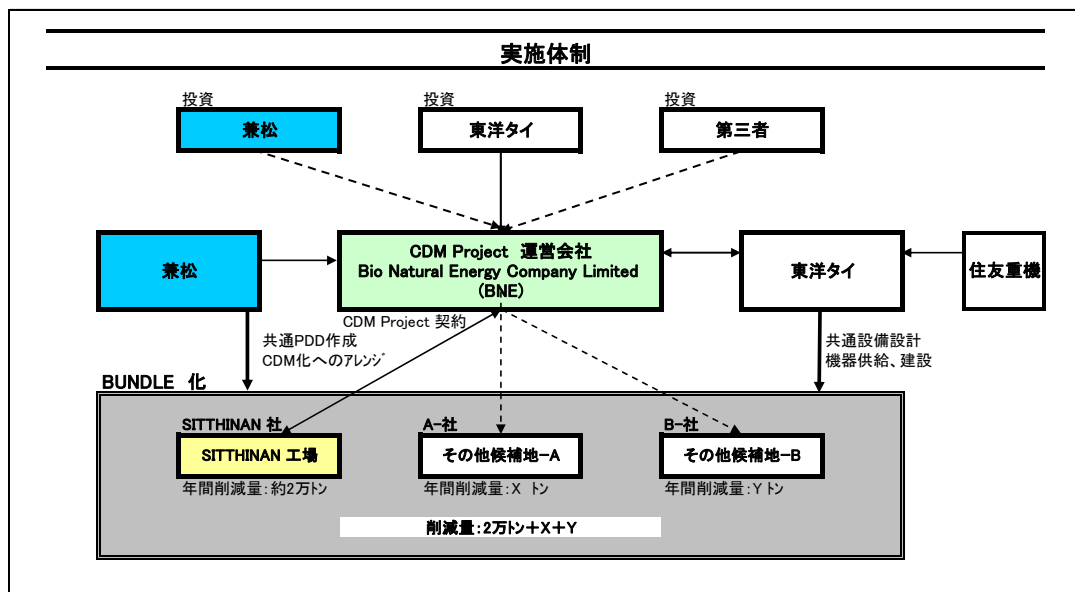 実施体制
投資
投資
投資
兼松
東洋タイ
第三者
兼松
CDM Project 運営会社
Bio Natural Energy Company Limited
(BNE)
東洋タイ
住友重機
CDM Project 契約
共通PDD作成
CDM化へのアレンジ
共通設備設計
機器供給、建設
BUNDLE 化
SITTHINAN 社
A-社
B-社
SITTHINAN 工場
その他候補地-A
その他候補地-B
年間削減量：約2万トン
年間削減量：X トン
年間削減量：Y トン
削減量：2万トン+X+Y